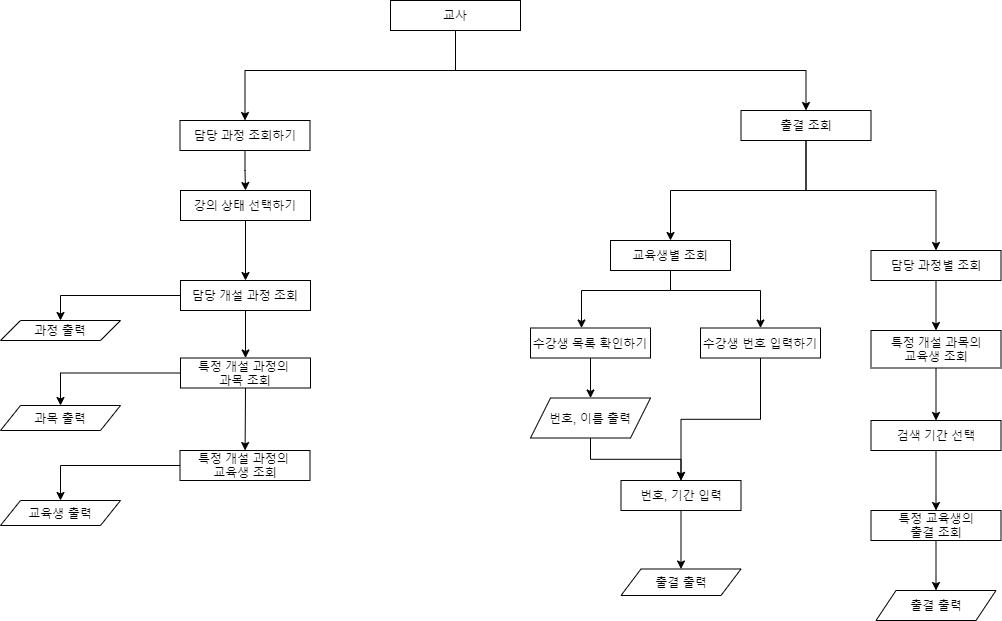 교사
담당 과정 조회하기
출결 조회
강의 상태 선택하기
교육생별 조회
담당 과정별 조회
담당 개설 과정 조회
과정 출력
수강생 목록 확인하기
수강생 번호 입력하기
특정 개설 과목의
교육생 조회
특정 개설 과정의
과목 조회
과목 출력
번호, 이름 출력
검색 기간 선택
특정 개설 과정의
교육생 조회
교육생 출력
번호, 기간 입력
특정 교육생의
출결 조회
출결 출력
출결 출력